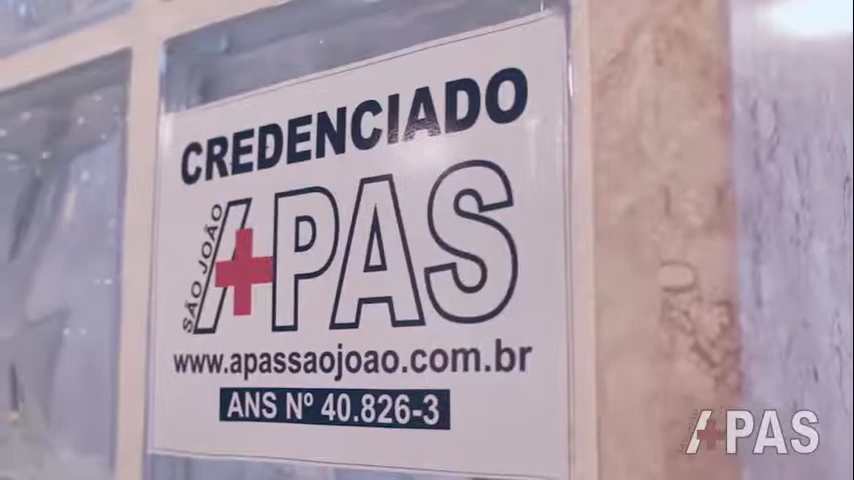 CREDENCIADO
SÃO JOÃO
APAS
www.apassaojoao.com.br
ANS Nº 40.826-3
APAS